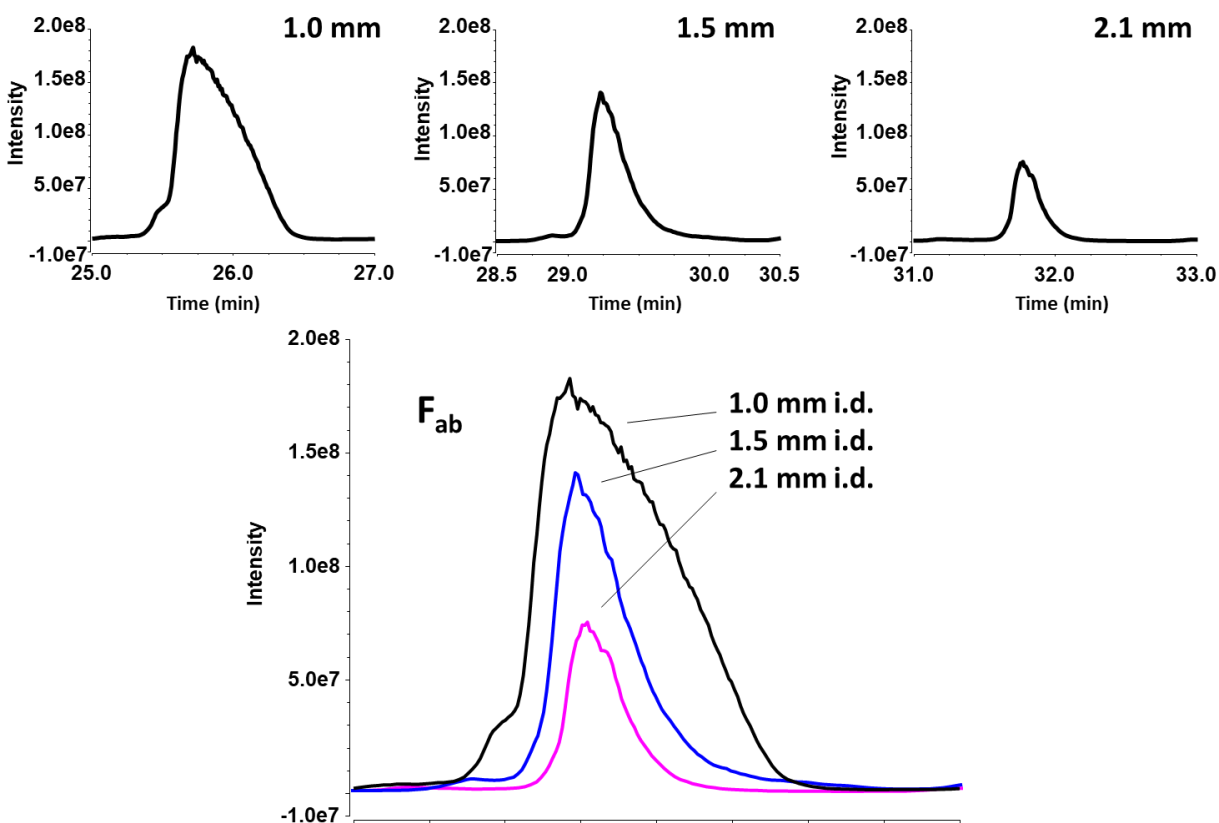 1.0 mm
2.0e8
1.5e8
1.0e8
5.0e7
-1.0e7
Intensity
25.0 26.0 27.0
Time (min)
1.5 mm
2.0e8
1.5e8
1.0e8
5.0e7
-1.0e7
Intensity
28.5 29.0 30.0 30.5
Time (min)
2.1 mm
2.0e8
1.5e8
1.0e8
5.0e7
-1.0e7
Intensity
31.0 32.0 33.0
Time (min)
2.0e8
1.5e8
1.0e8
5.0e7
-1.0e7
Intensity
Fab
1.0 mm i.d.
1.5 mm i.d.
2.1 mm i.d.